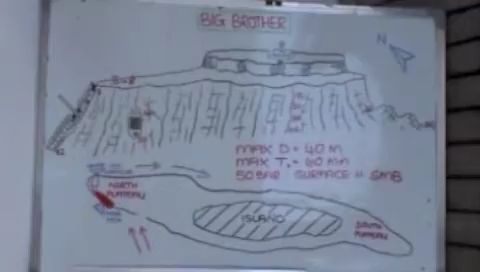 BIG BROTHER
N
MAX D = 40 M
MAX T. = 60 MIN
50 BAR SURFACE + SMB
NORTH
PLATEAU
ISLAND
SOUTH
PLATEAU